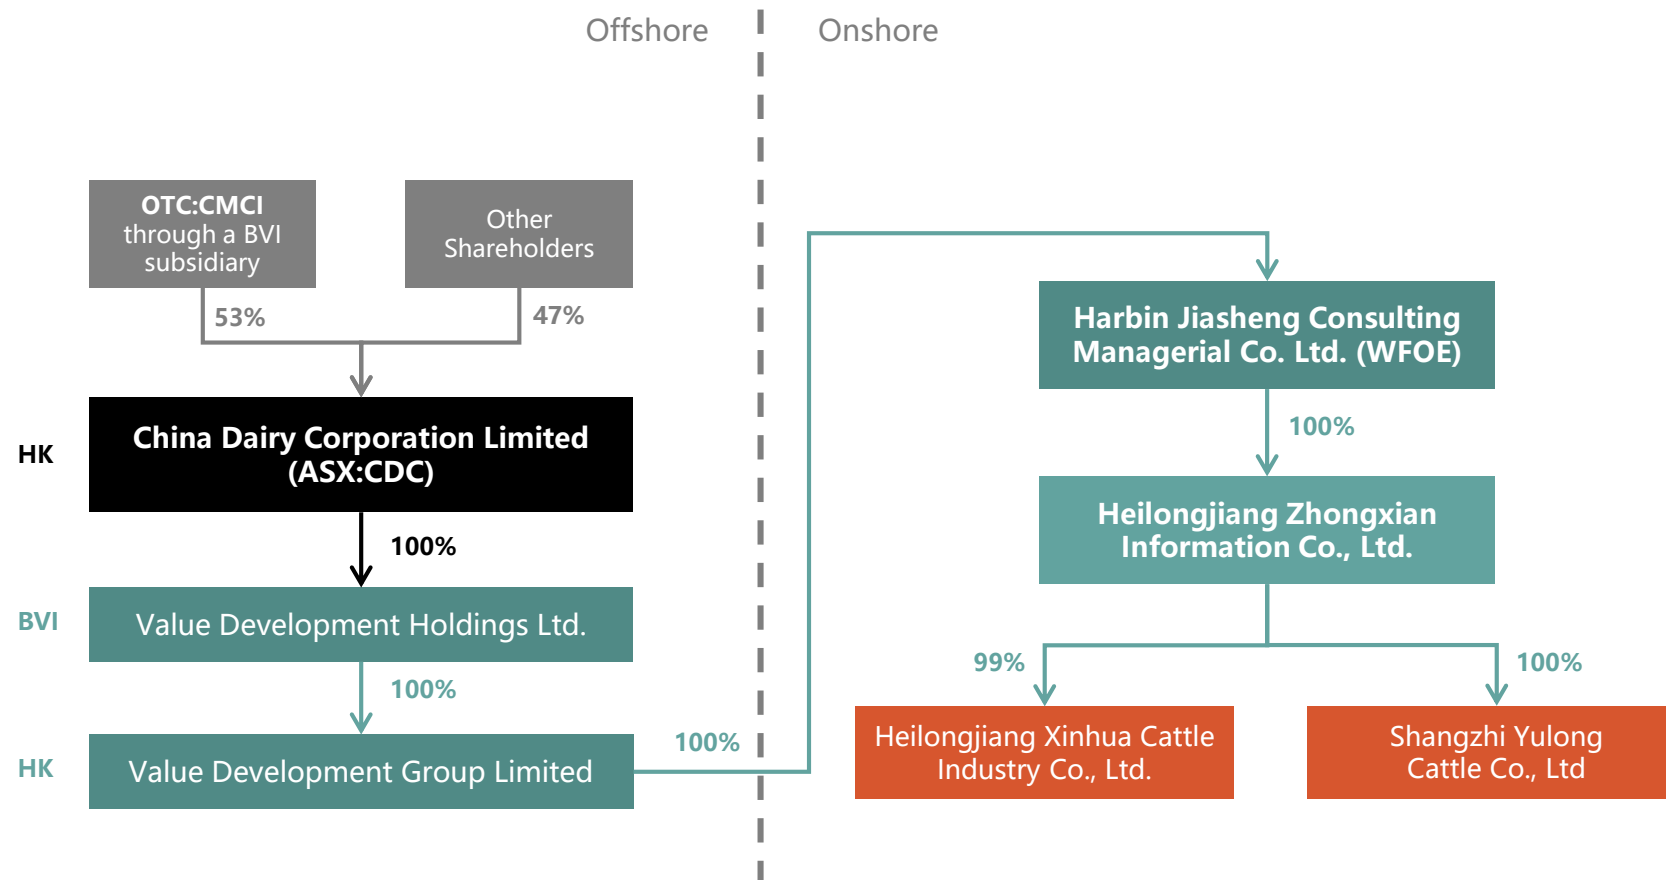 Offshore
Onshore
OTC:CMCI
through a BVI
subsidiary
Other
Shareholders
53%
47%
HK
China Dairy Corporation Limited
(ASX:CDC)
100%
BVI
Value Development Holdings Ltd.
100%
HK
Value Development Group Limited
100%
Harbin Jiasheng Consulting
Managerial Co. Ltd. (WFOE)
100%
Heilongjiang Zhongxian
Information Co., Ltd.
99%
100%
Heilongjiang Xinhua Cattle
Industry Co., Ltd.
Shangzhi Yulong
Cattle Co., Ltd